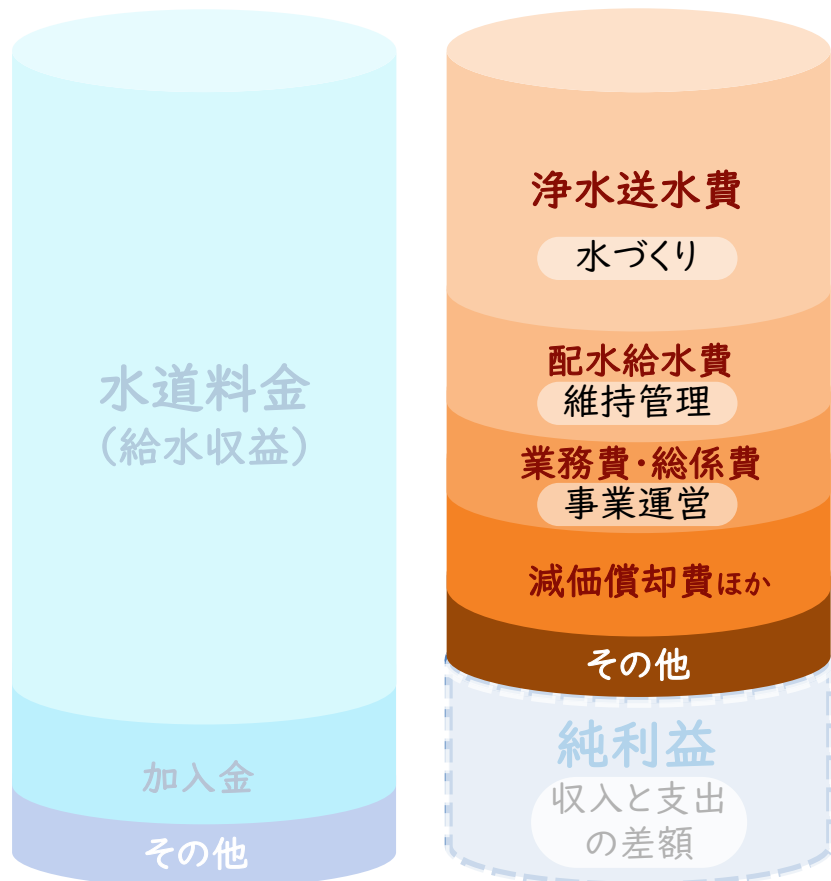 水道料金
（給水収益）
加入金
その他
浄水送水費
水づくり
配水給水費
維持管理
業務費・総係費
事業運営
減価償却費ほか
その他
純利益
収入と支出
の差額